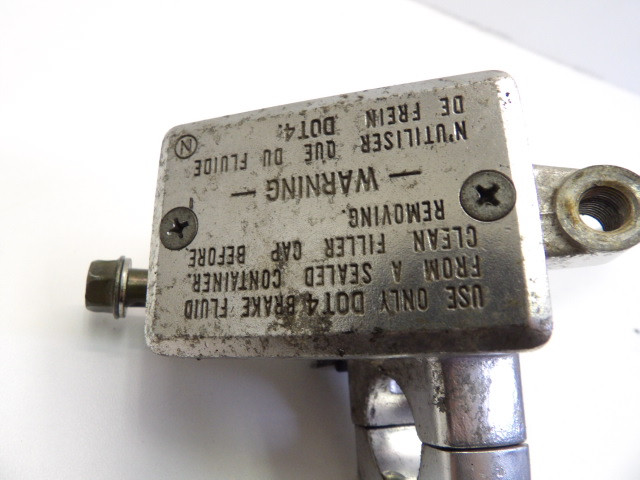 USE ONLY DOT4 BRAKE FLUID
FROM A SEALED CONTAINER.
CLEAN FILLER CAP BEFORE
REMOVING.
— WARNING —
N'UTILISER QUE DU FLUIDE
DE FREIN DOT4. Ⓝ